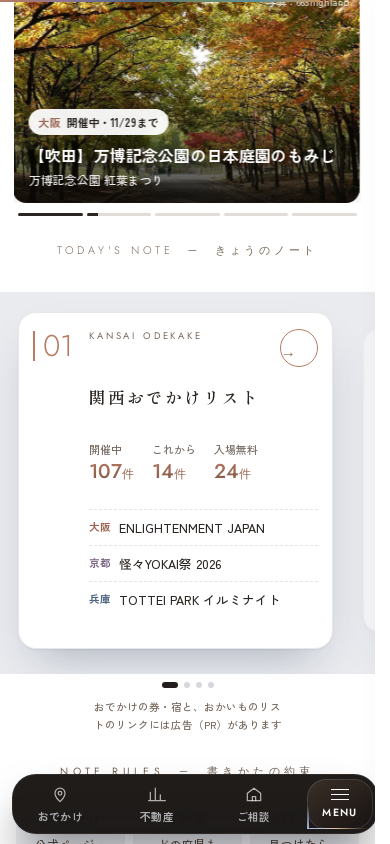 大阪 開催中・11/29まで
【吹田】万博記念公園の日本庭園のもみじ
万博記念公園 紅葉まつり
TODAY'S NOTE – きょうのノート
01 KANSAI ODEKAKE →
関西おでかけリスト
開催中 これから 入場無料
107件 14件 24件
大阪 ENLIGHTENMENT JAPAN
京都 怪々YOKAI祭 2026
兵庫 TOTTEI PARK イルミナイト
おでかけの券・宿と、おかいものリス
トのリンクには広告（PR）があります
NOTE RULES – 書きかたの約束
おでかけ 不動産 ご相談 MENU